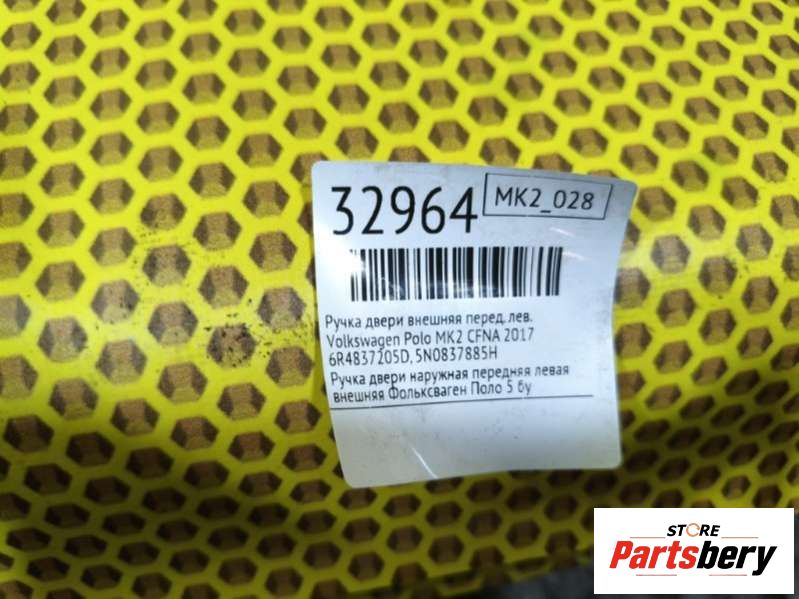 32964
MK2_028
Ручка двери внешняя перед. лев.
Volkswagen Polo MK2 CFNA 2017
6R4837205D, 5N0837885H
Ручка двери наружная передняя левая
внешняя Фольксваген Поло 5 бу
STORE
Partsbery